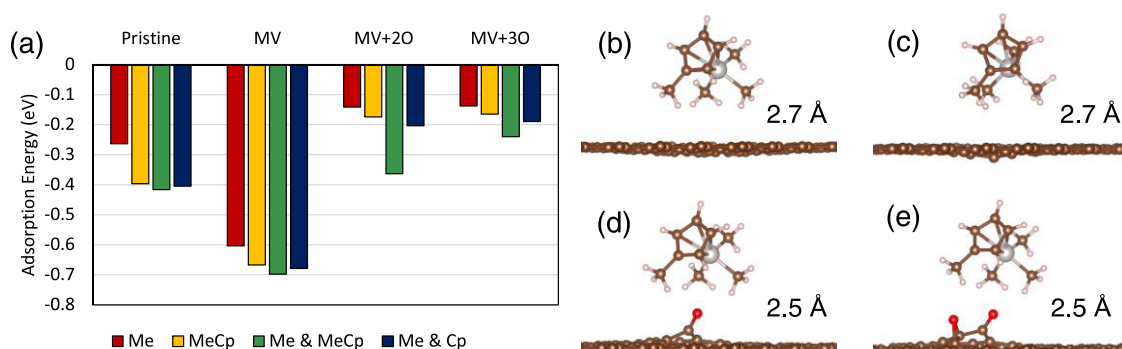 (a)
Pristine MV MV+2O MV+3O
0
-0.1
-0.2
-0.3
-0.4
-0.5
-0.6
-0.7
-0.8
Adsorption Energy (eV)
Me MeCp Me & MeCp Me & Cp
(b)
2.7 Å
(c)
2.7 Å
(d)
2.5 Å
(e)
2.5 Å